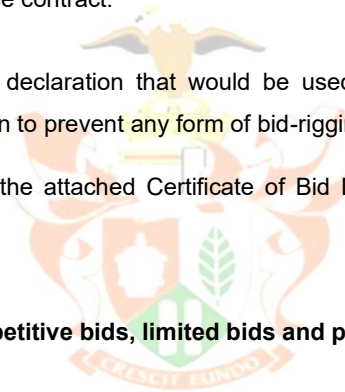 e contract.
declaration that would be used
n to prevent any form of bid-riggi
the attached Certificate of Bid
petitive bids, limited bids and p
CRESCIT EUNDO